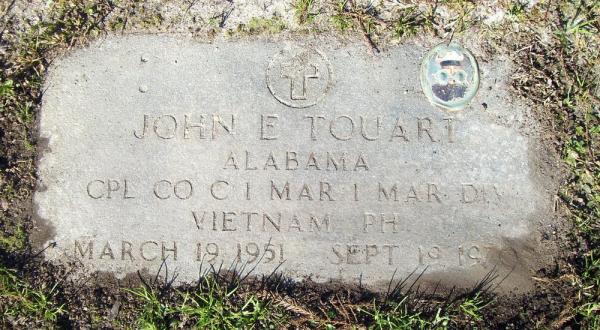 JOHN E TOUART
ALABAMA
CPL CO C 1 MAR 1 MAR DIV
VIETNAM PH
MARCH 19 1951 SEPT 19 1970